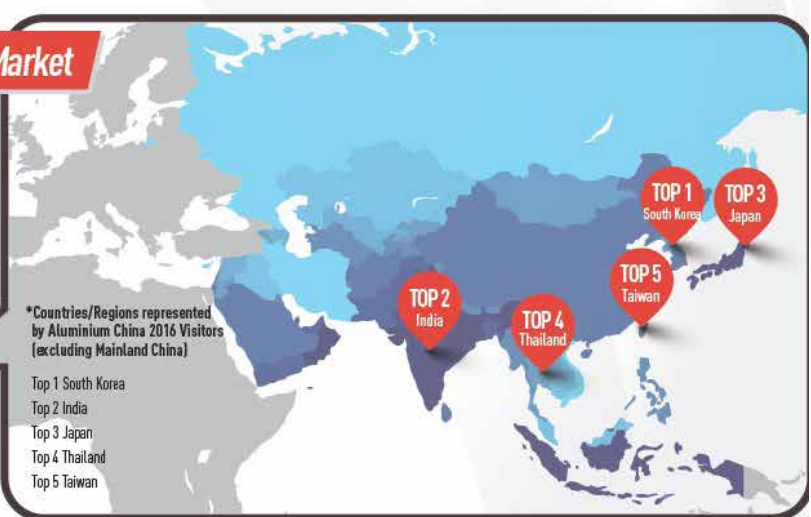 Market
TOP 1
South Korea
TOP 3
Japan
TOP 5
Taiwan
TOP 2
India
TOP 4
Thailand
*Countries/Regions represented
by Aluminium China 2016 Visitors
(excluding Mainland China)
Top 1 South Korea
Top 2 India
Top 3 Japan
Top 4 Thailand
Top 5 Taiwan